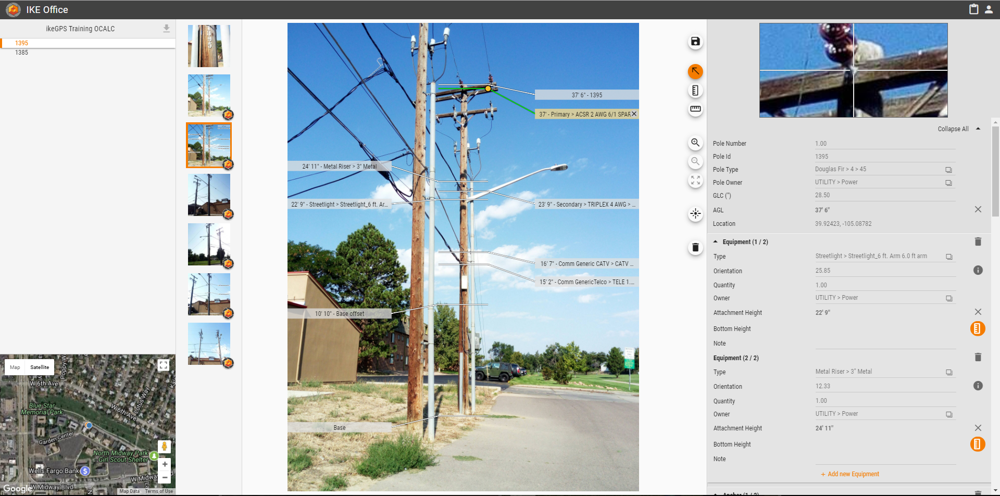 IKE Office
ikeGPS Training OCALC
1395
1385
37' 6" - 1395
37' - Primary > ACSR 2 AWG 6/1 SPAR
24' 11" - Metal Riser > 3" Metal
22' 9" - Streetlight > Streetlight_6 ft. Ar...
23' 9" - Secondary > TRIPLEX 4 AWG > ...
16' 7" - Comm Generic CATV > CATV ...
15' 2" - Comm GenericTelco > TELE 1....
10' 10" - Base offset
Base
Collapse All
Pole Number 1.00
Pole Id 1395
Pole Type Douglas Fir > 4 > 45
Pole Owner UTILITY > Power
GLC (") 28.50
AGL 37' 6"
Location 39.92423, -105.08782
Equipment (1 / 2)
Type Streetlight > Streetlight_6 ft. Arm 6.0 ft arm
Orientation 25.85
Quantity 1.00
Owner UTILITY > Power
Attachment Height 22' 9"
Bottom Height
Note
Equipment (2 / 2)
Type Metal Riser > 3" Metal
Orientation 12.33
Quantity 1.00
Owner UTILITY > Power
Attachment Height 24' 11"
Bottom Height
Note
+ Add new Equipment
Anchor (1 / 2)
Map Satellite
Poppy W
W 6th Ave
Blue Star
Memorial Park
W 6th Ave
Lotus Way
Kal
Garden Center
North Midway Park
- Girl Scout Shelter
Wells Fargo Bank
W Midway
W Midway Blvd
Google
Map Data Terms of Use